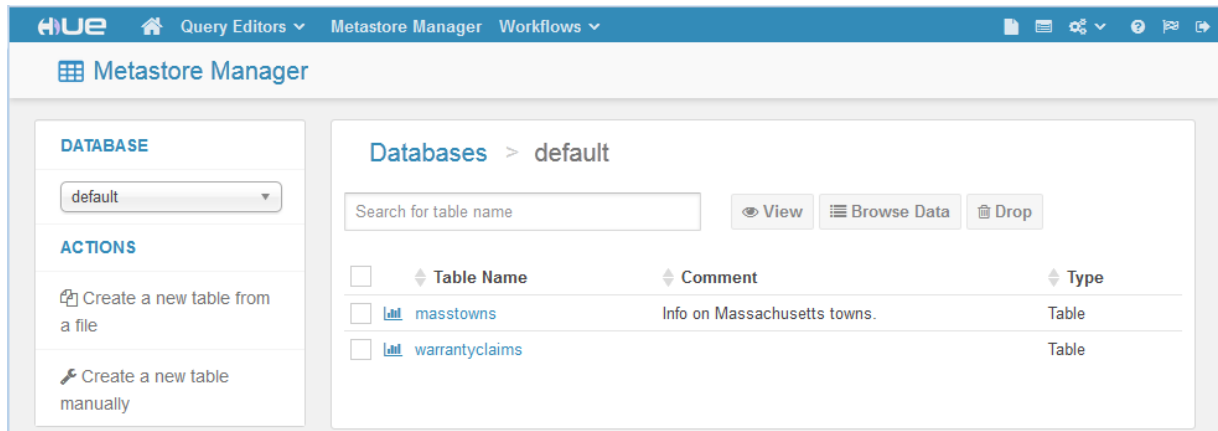 HUE Query Editors Metastore Manager Workflows
Metastore Manager
DATABASE
default
ACTIONS
Create a new table from
a file
Create a new table
manually
Databases > default
Search for table name View Browse Data Drop
Table Name Comment Type
masstowns Info on Massachusetts towns. Table
warrantyclaims Table